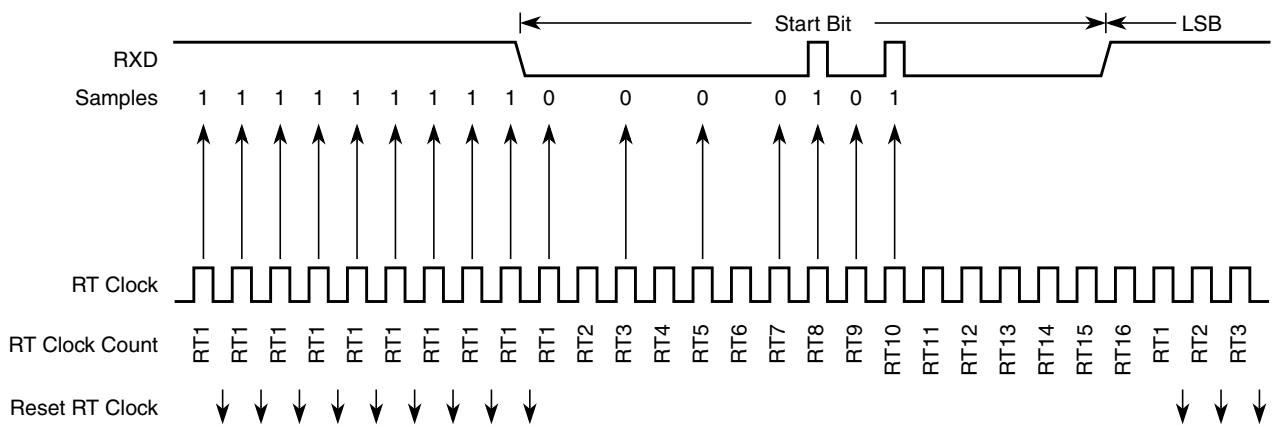 Start Bit LSB
RXD
Samples 1 1 1 1 1 1 1 1 1 0 0 0 0 1 0 1
RT Clock
RT Clock Count RT1 RT1 RT1 RT1 RT1 RT1 RT1 RT1 RT1 RT1 RT2 RT3 RT4 RT5 RT6 RT7 RT8 RT9 RT10 RT11 RT12 RT13 RT14 RT15 RT16 RT1 RT2 RT3
Reset RT Clock